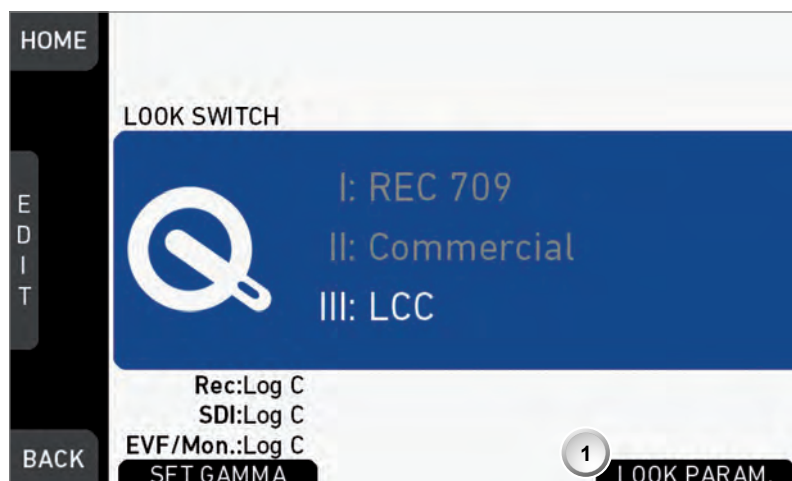 HOME
LOOK SWITCH
E
D
I
T
I: REC 709
II: Commercial
III: LCC
Rec:Log C
SDI:Log C
EVF/Mon.:Log C
BACK
1
SET GAMMA
LOOK PARAM.